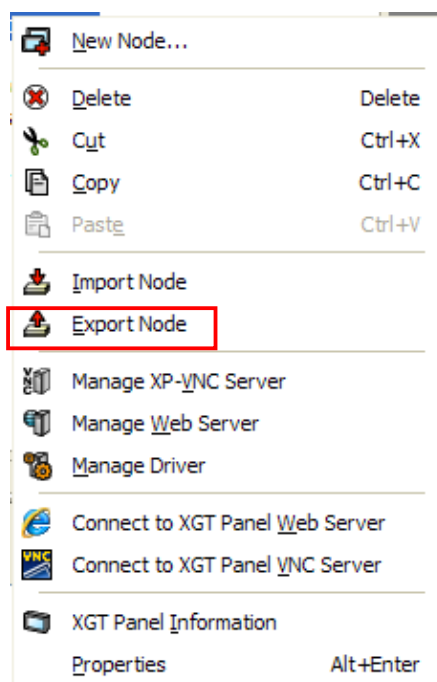 New Node...
Delete Delete
Cut Ctrl+X
Copy Ctrl+C
Paste Ctrl+V
Import Node
Export Node
VNC Manage XP-VNC Server
Manage Web Server
Manage Driver
Connect to XGT Panel Web Server
VNC Connect to XGT Panel VNC Server
XGT Panel Information
Properties Alt+Enter